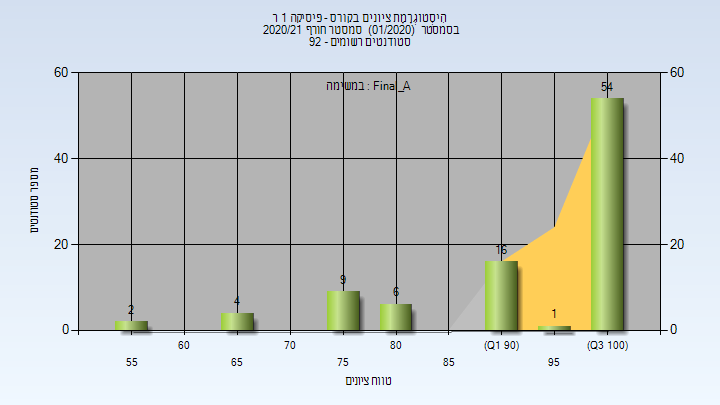 היסטוגרמת ציונים בקורס - פיסיקה 1 ר
בסמסטר (01/2020) סמסטר חורף 2020/21
סטודנטים רשומים - 92
במשימה : Final_A
מספר סטודנטים
60
40
20
0
60
40
20
0
2
4
9
6
16
1
54
55
60
65
70
75
80
85
(Q1 90)
95
(Q3 100)
טווח ציונים